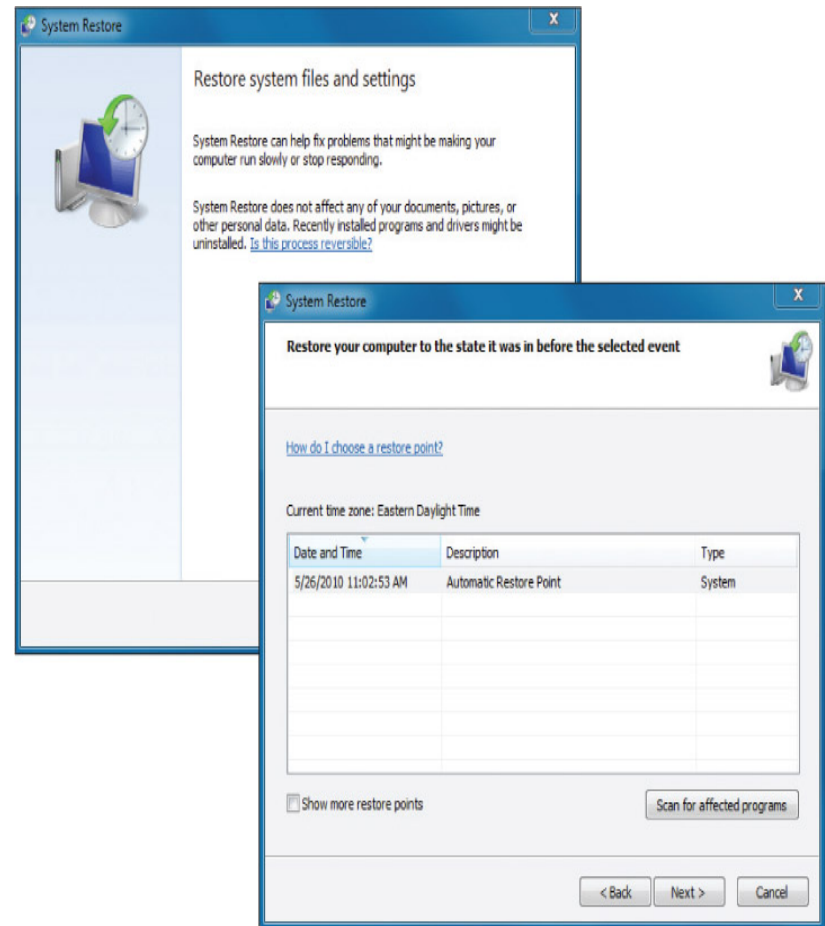 System Restore
X
Restore system files and settings
System Restore can help fix problems that might be making your
computer run slowly or stop responding.
System Restore does not affect any of your documents, pictures, or
other personal data. Recently installed programs and drivers might be
uninstalled. Is this process reversible?
System Restore
X
Restore your computer to the state it was in before the selected event
How do I choose a restore point?
Current time zone: Eastern Daylight Time
Date and Time Description Type
5/26/2010 11:02:53 AM Automatic Restore Point System
Show more restore points
Scan for affected programs
< Back Next > Cancel